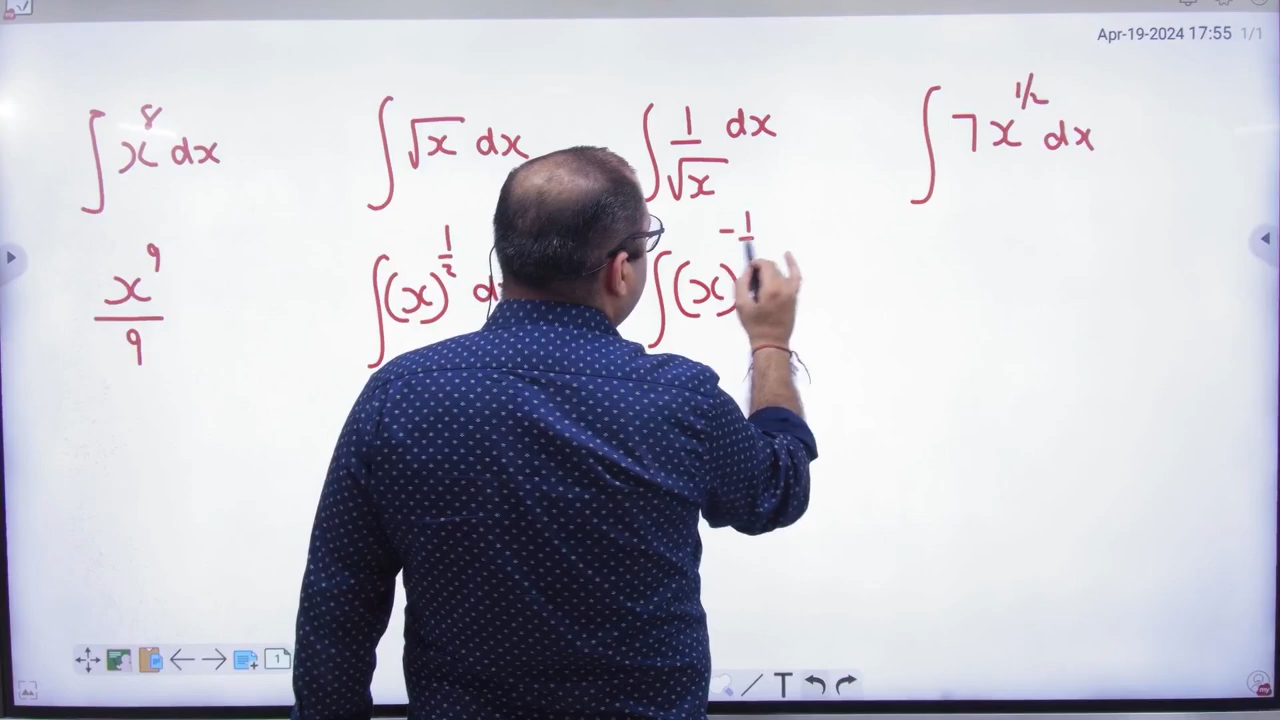 Apr-19-2024 17:55 1/1
∫ x^8 dx
∫ √x dx
∫ 1/√x dx
∫ 7x^1/2 dx
x^9/9
∫ (x)^1/2 d
∫ (x)^-1
1
T